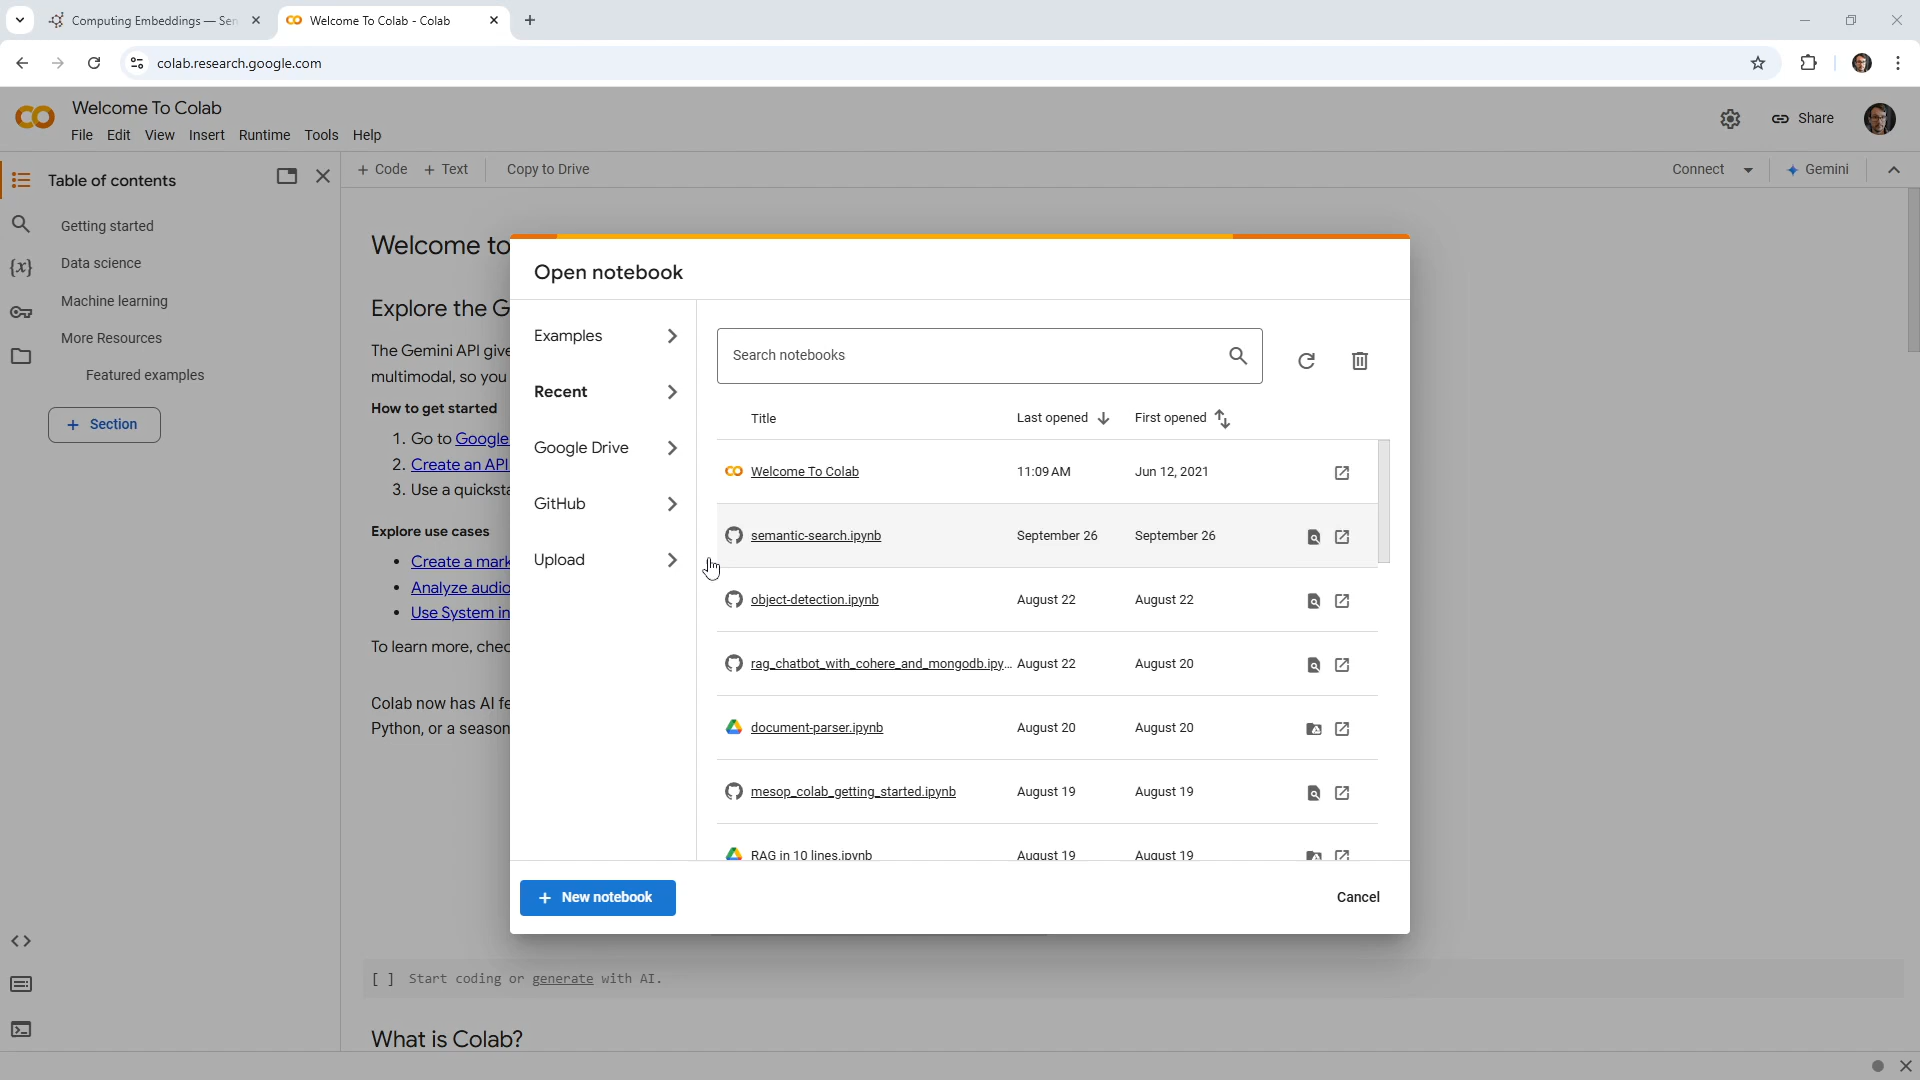 Computing Embeddings — Sen
Welcome To Colab - Colab
colab.research.google.com
Welcome To Colab
File Edit View Insert Runtime Tools Help
Share
Table of contents
+ Code + Text Copy to Drive
Connect
Gemini
Getting started
Data science
Machine learning
More Resources
Featured examples
+ Section
Welcome to
Explore the G
The Gemini API give
multimodal, so you
How to get started
1. Go to Google
2. Create an API
3. Use a quicksta
Explore use cases
• Create a mark
• Analyze audio
• Use System in
To learn more, chec
Colab now has AI fe
Python, or a season
Open notebook
Examples
Recent
Google Drive
GitHub
Upload
Search notebooks
Title Last opened First opened
Welcome To Colab 11:09 AM Jun 12, 2021
semantic-search.ipynb September 26 September 26
object-detection.ipynb August 22 August 22
rag_chatbot_with_cohere_and_mongodb.ipy... August 22 August 20
document-parser.ipynb August 20 August 20
mesop_colab_getting_started.ipynb August 19 August 19
RAG in 10 lines.ipynb August 19 August 19
+ New notebook
Cancel
[ ] Start coding or generate with AI.
What is Colab?